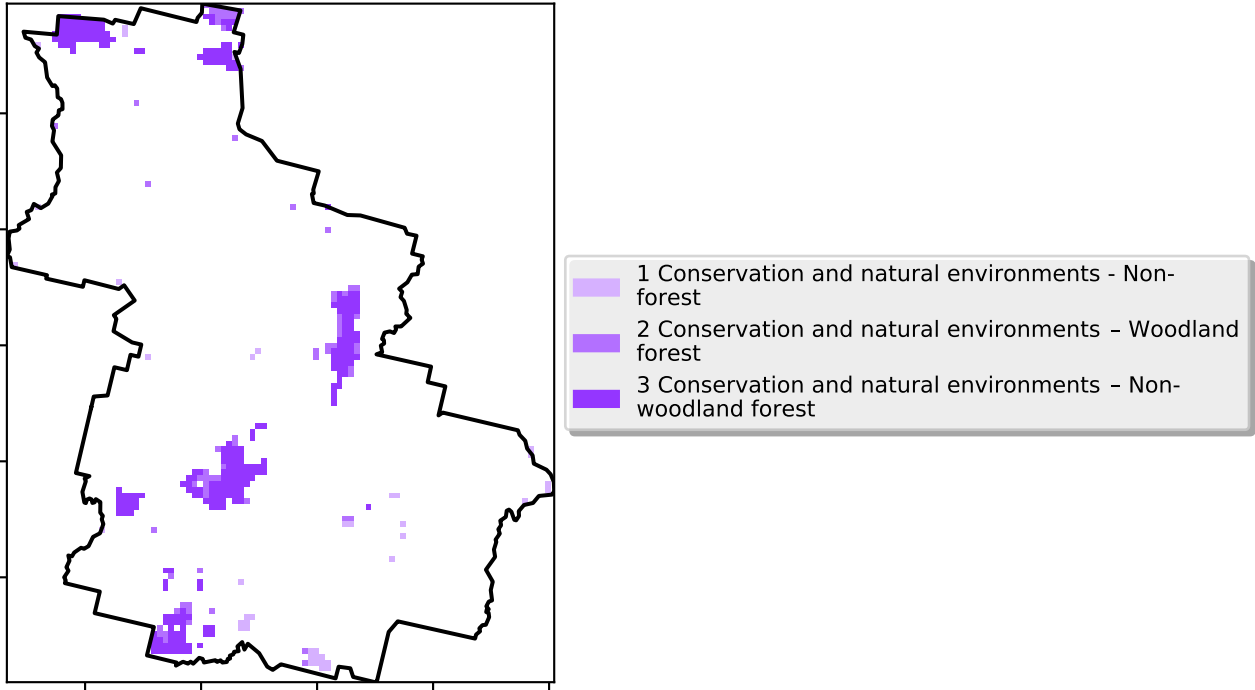 1 Conservation and natural environments - Non-
forest
2 Conservation and natural environments – Woodland
forest
3 Conservation and natural environments – Non-
woodland forest